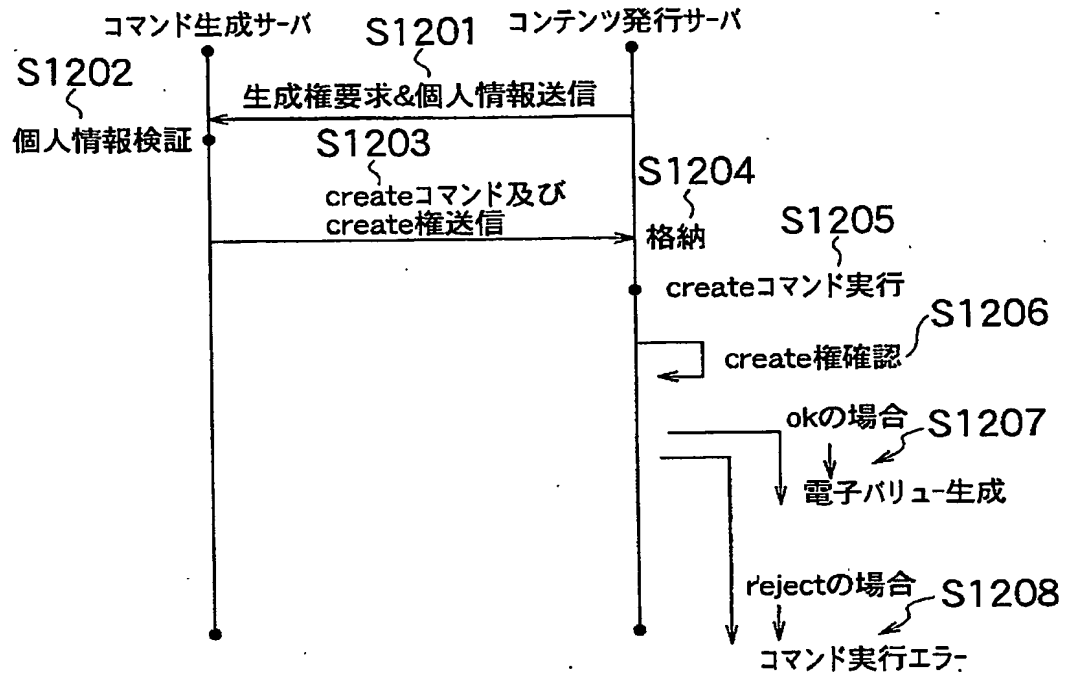 コマンド生成サーバ
コンテンツ発行サーバ
S1201
S1202
生成権要求&個人情報送信
個人情報検証
S1203
createコマンド及び
create権送信
S1204
格納
S1205
createコマンド実行
S1206
create権確認
okの場合
S1207
電子バリュー生成
rejectの場合
S1208
コマンド実行エラー